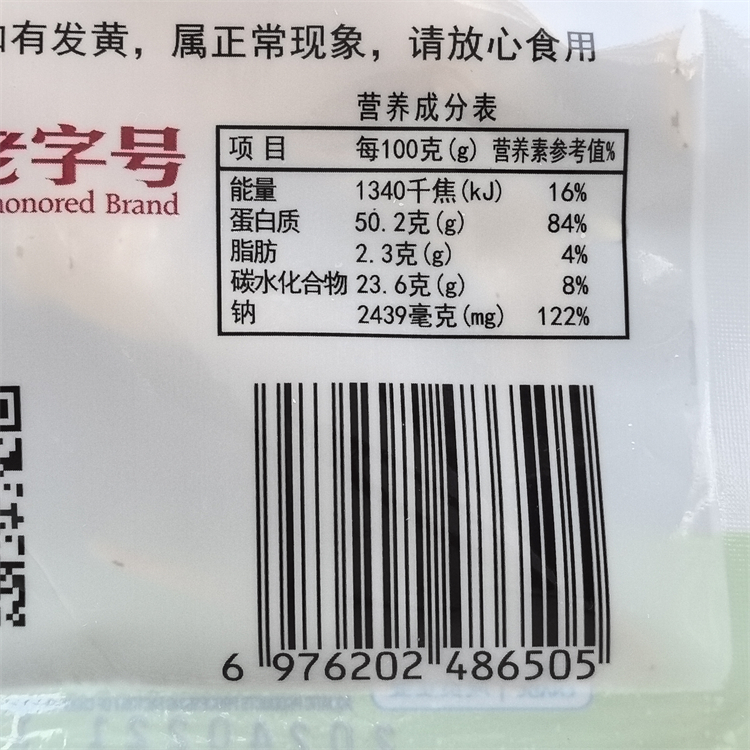 有发黄，属正常现象，请放心食用
字号
onored Brand
营养成分表
项目 每100克(g) 营养素参考值%
能量 1340千焦(kJ) 16%
蛋白质 50.2克(g) 84%
脂肪 2.3克(g) 4%
碳水化合物 23.6克(g) 8%
钠 2439毫克(mg) 122%
6 976202 486505